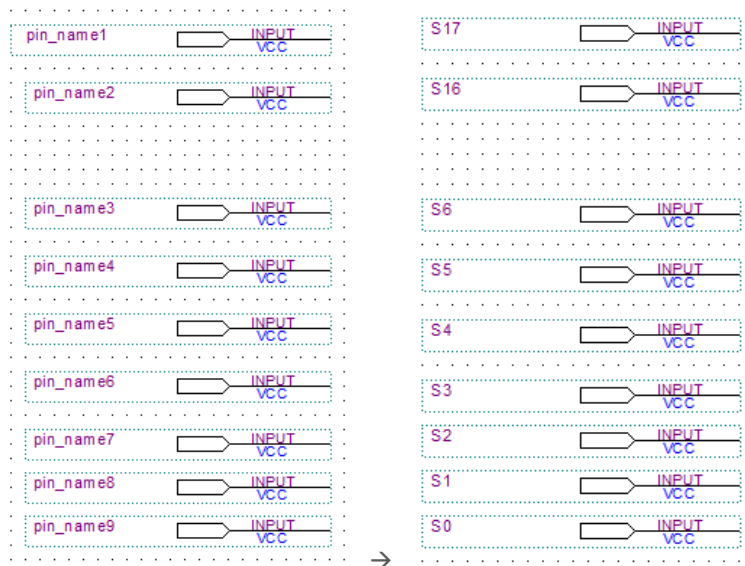 pin_name1 INPUT
VCC
pin_name2 INPUT
VCC
pin_name3 INPUT
VCC
pin_name4 INPUT
VCC
pin_name5 INPUT
VCC
pin_name6 INPUT
VCC
pin_name7 INPUT
VCC
pin_name8 INPUT
VCC
pin_name9 INPUT
VCC
→
S17 INPUT
VCC
S16 INPUT
VCC
S6 INPUT
VCC
S5 INPUT
VCC
S4 INPUT
VCC
S3 INPUT
VCC
S2 INPUT
VCC
S1 INPUT
VCC
S0 INPUT
VCC